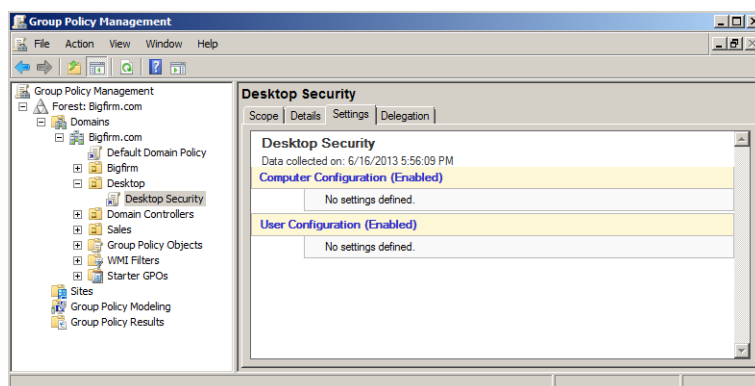 Group Policy Management
File Action View Window Help
Group Policy Management
Forest: Bigfirm.com
Domains
Bigfirm.com
Default Domain Policy
Bigfirm
Desktop
Desktop Security
Domain Controllers
Sales
Group Policy Objects
WMI Filters
Starter GPOs
Sites
Group Policy Modeling
Group Policy Results
Desktop Security
Scope Details Settings Delegation
Desktop Security
Data collected on: 6/16/2013 5:56:09 PM
Computer Configuration (Enabled)
No settings defined.
User Configuration (Enabled)
No settings defined.